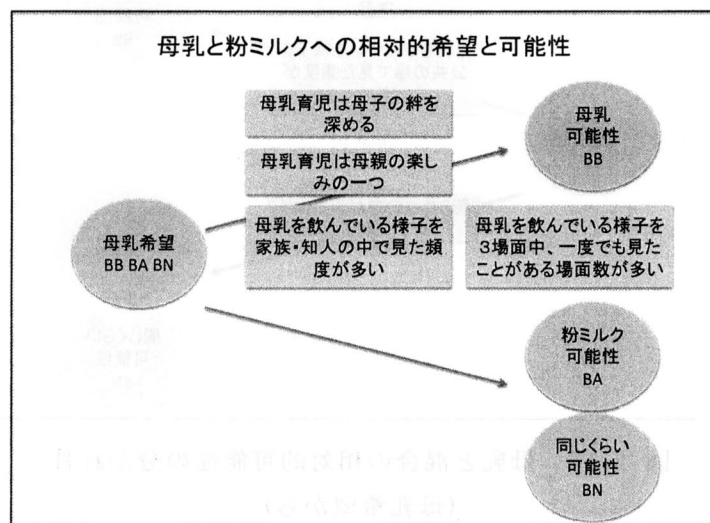 母乳と粉ミルクへの相対的希望と可能性
母乳育児は母子の絆を
深める
母乳
可能性
BB
母乳育児は母親の楽し
みの一つ
母乳希望
BB BA BN
母乳を飲んでいる様子を
家族・知人の中で見た頻
度が多い
母乳を飲んでいる様子を
3場面中、一度でも見た
ことがある場面数が多い
粉ミルク
可能性
BA
同じくらい
可能性
BN